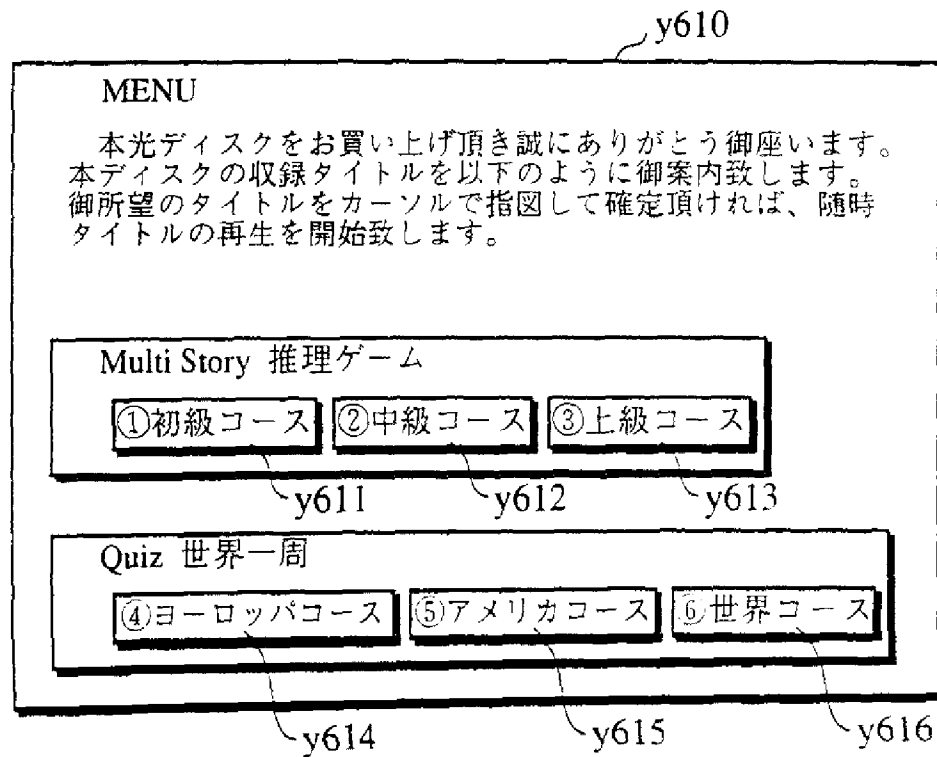 y610
MENU
本光ディスクをお買い上げ頂き誠にありがとう御座います。
本ディスクの収録タイトルを以下のように御案内致します。
御所望のタイトルをカーソルで指図して確定頂ければ、随時
タイトルの再生を開始致します。
Multi Story 推理ゲーム
①初級コース ②中級コース ③上級コース
y611 y612 y613
Quiz 世界一周
④ヨーロッパコース ⑤アメリカコース ⑥世界コース
y614 y615 y616